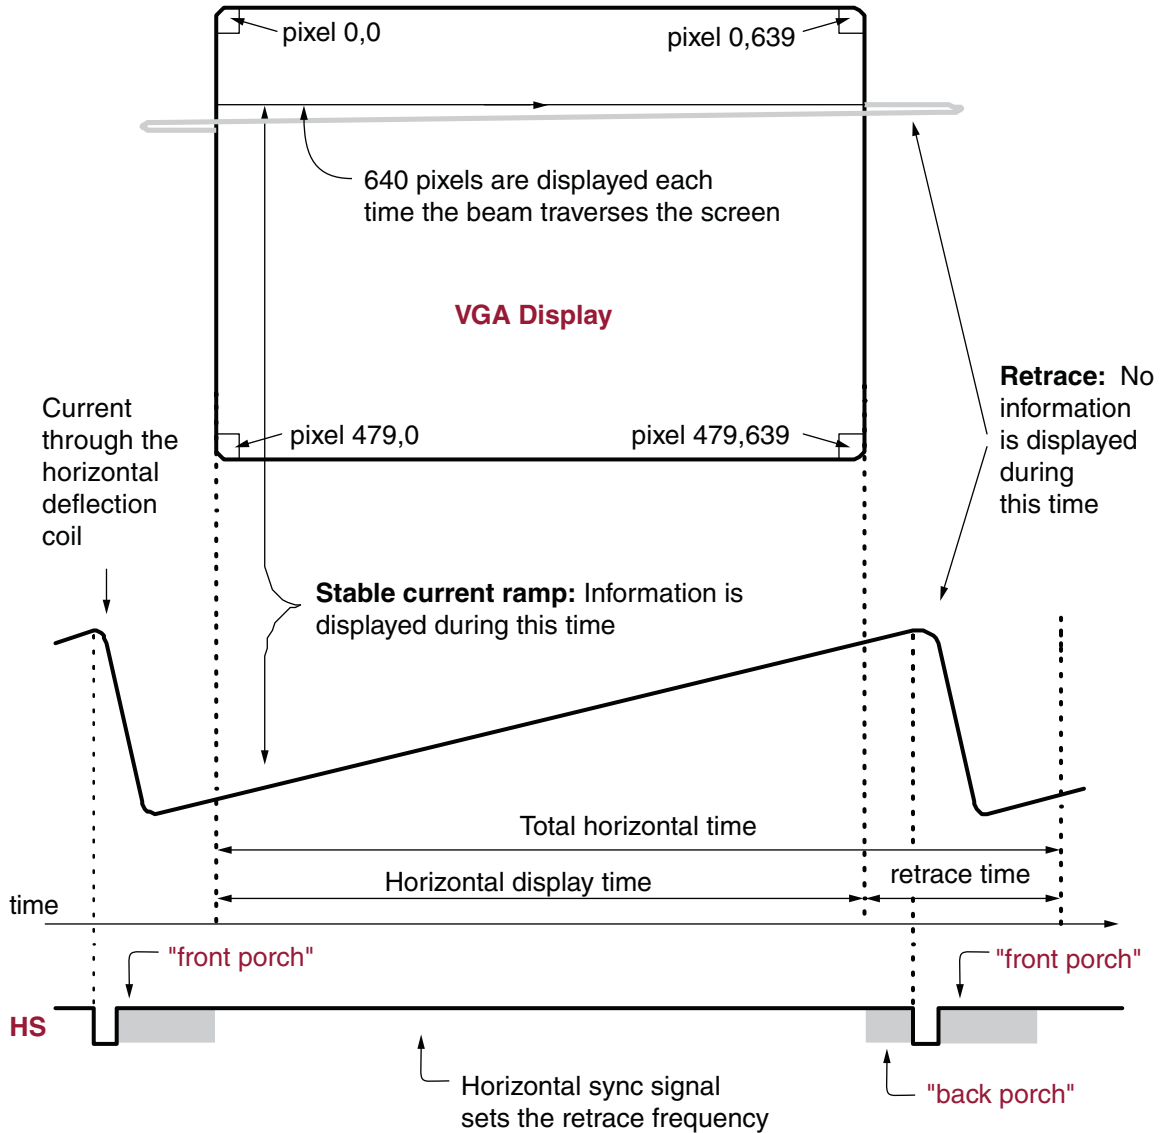 pixel 0,0
pixel 0,639
640 pixels are displayed each
time the beam traverses the screen
VGA Display
Retrace: No
information
is displayed
during
this time
Current
through the
horizontal
deflection
coil
pixel 479,0
pixel 479,639
Stable current ramp: Information is
displayed during this time
Total horizontal time
Horizontal display time
retrace time
time
"front porch"
"front porch"
HS
Horizontal sync signal
sets the retrace frequency
"back porch"